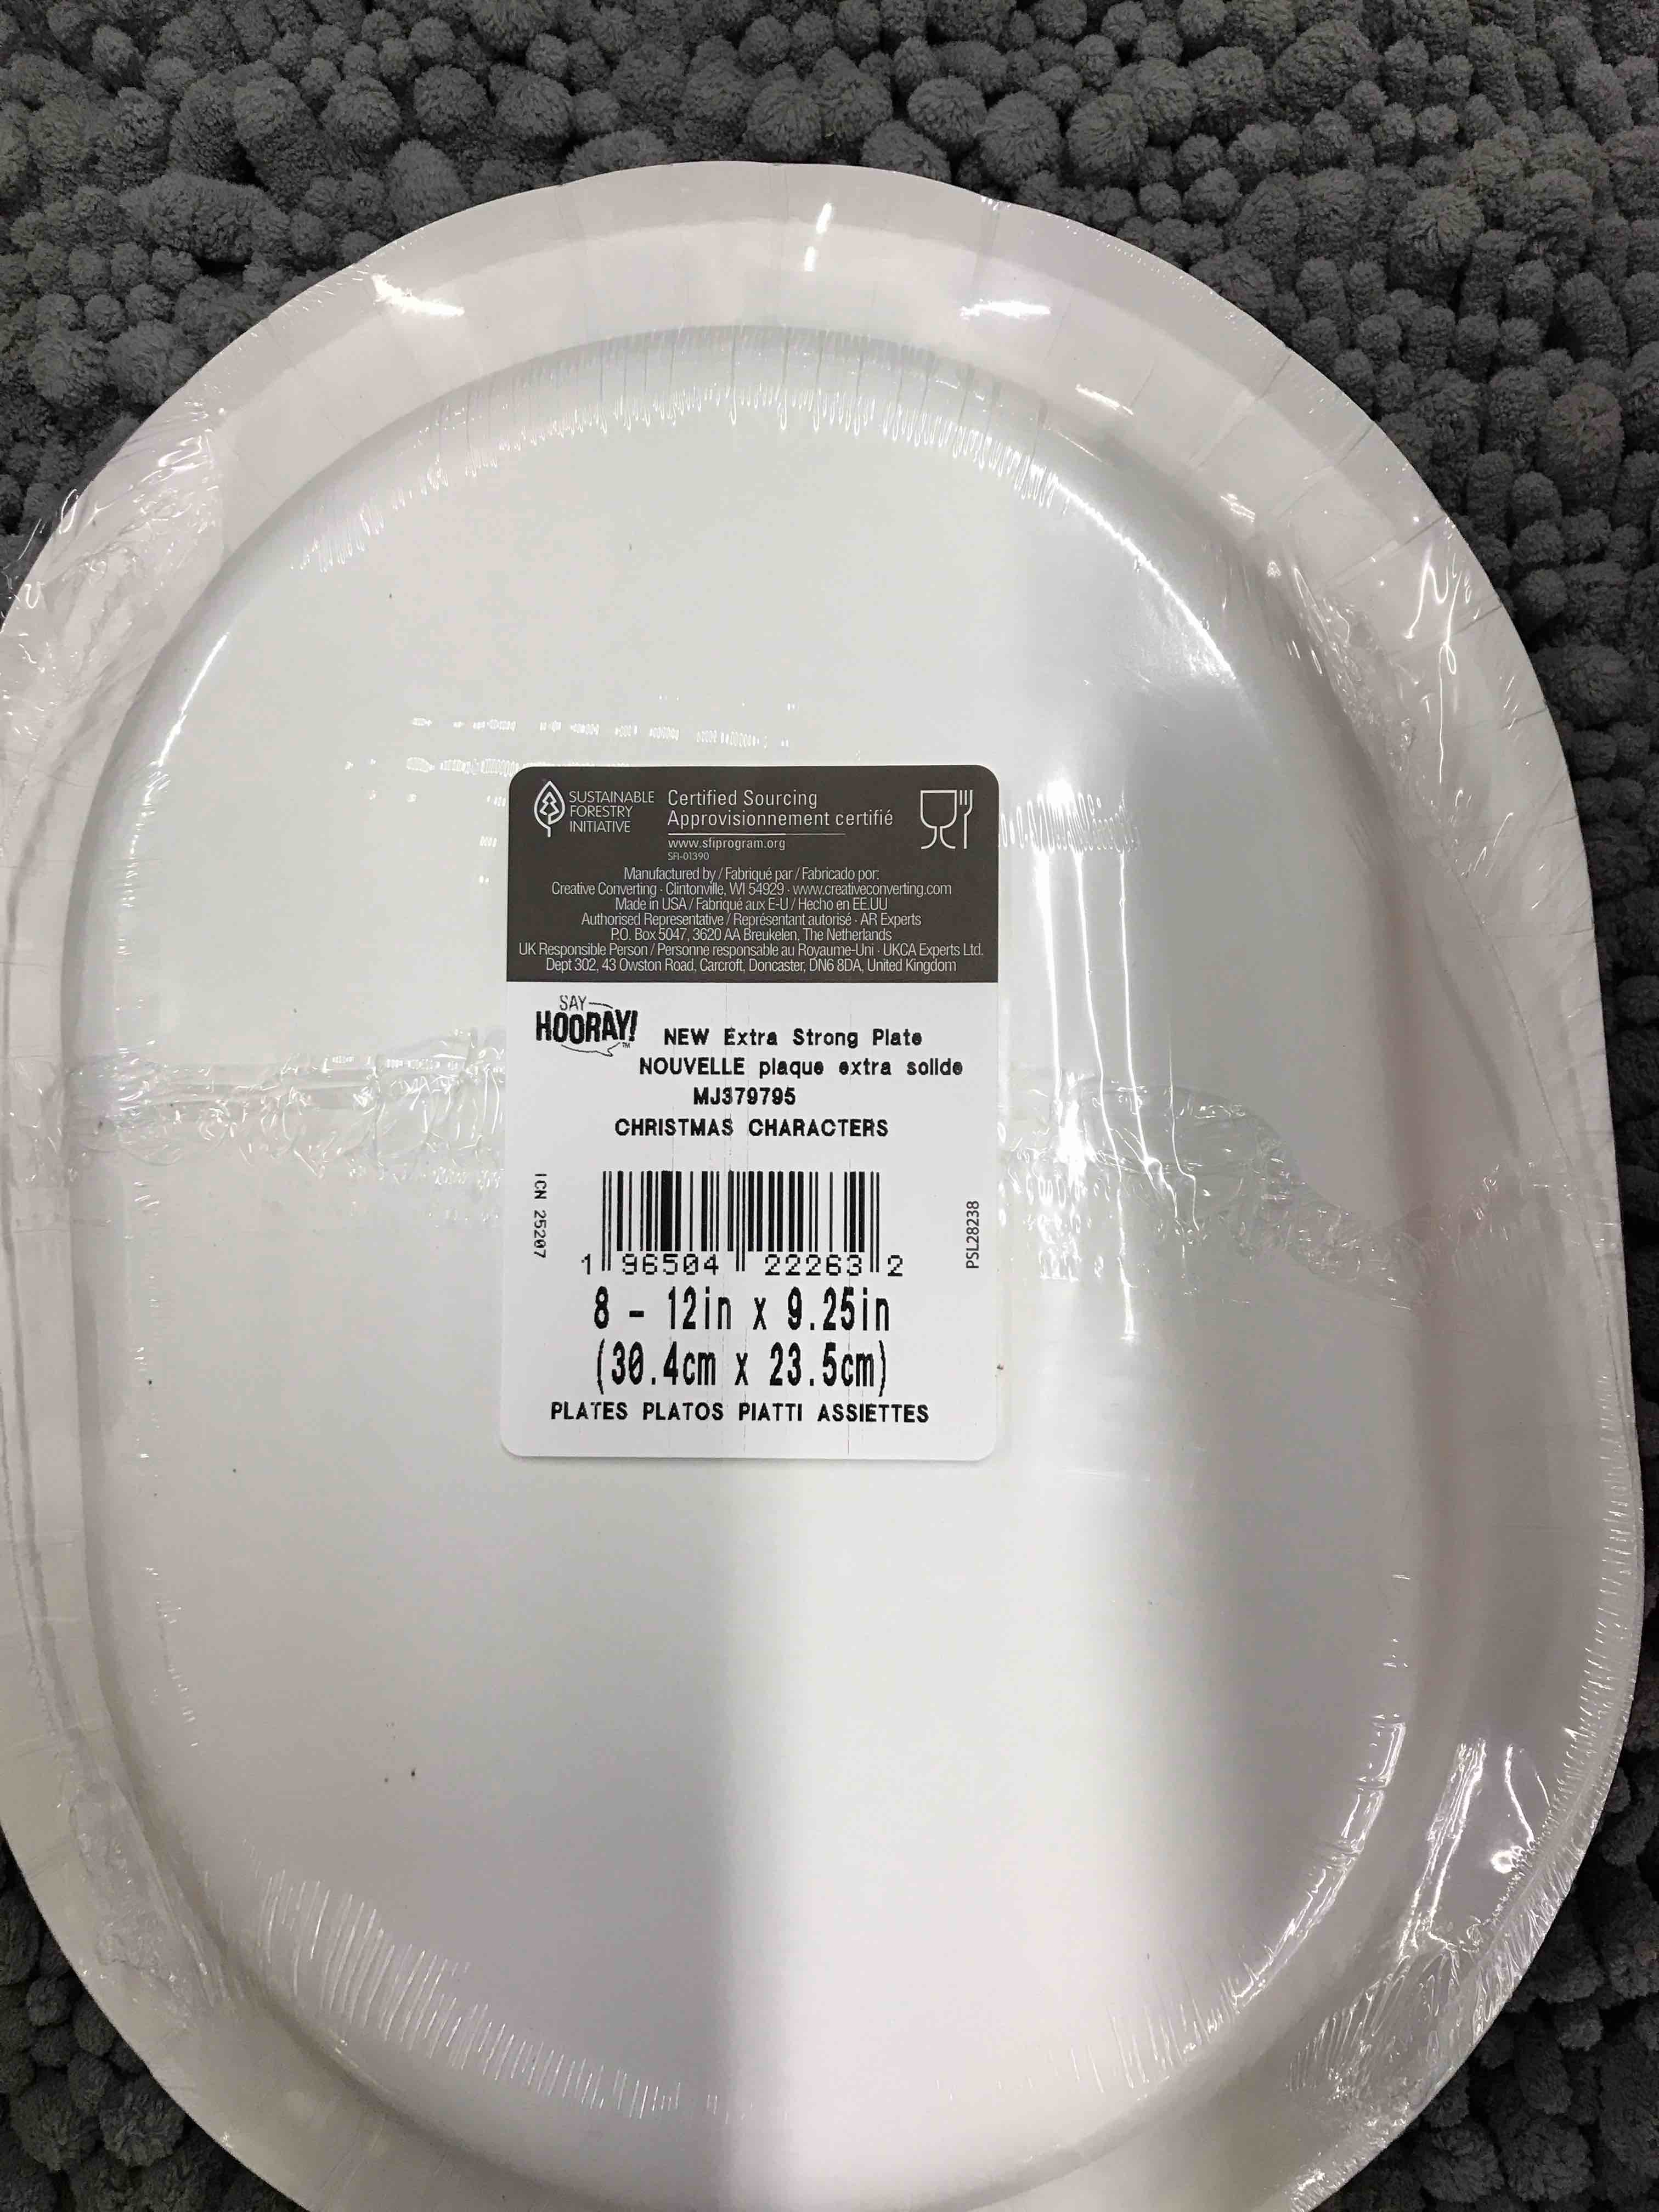 SUSTAINABLE
FORESTRY
INITIATIVE
Certified Sourcing
Approvisionnement certifié
www.sfiprogram.org
SFI-01390
Manufactured by / Fabriqué par / Fabricado por:
Creative Converting · Clintonville, WI 54929 · www.creativeconverting.com
Made in USA / Fabriqué aux E-U / Hecho en EE.UU
Authorised Representative / Représentant autorisé · AR Experts
P.O. Box 5047, 3620 AA Breukelen, The Netherlands
UK Responsible Person / Personne responsable au Royaume-Uni · UKCA Experts Ltd.
Dept 302, 43 Owston Road, Carcroft, Doncaster, DN6 8DA, United Kingdom
SAY
HOORAY!
TM
NEW Extra Strong Plate
NOUVELLE plaque extra solide
MJ379795
CHRISTMAS CHARACTERS
ICN 25207
PSL28238
1 96504 22263 2
8 - 12in x 9.25in
(30.4cm x 23.5cm)
PLATES PLATOS PIATTI ASSIETTES